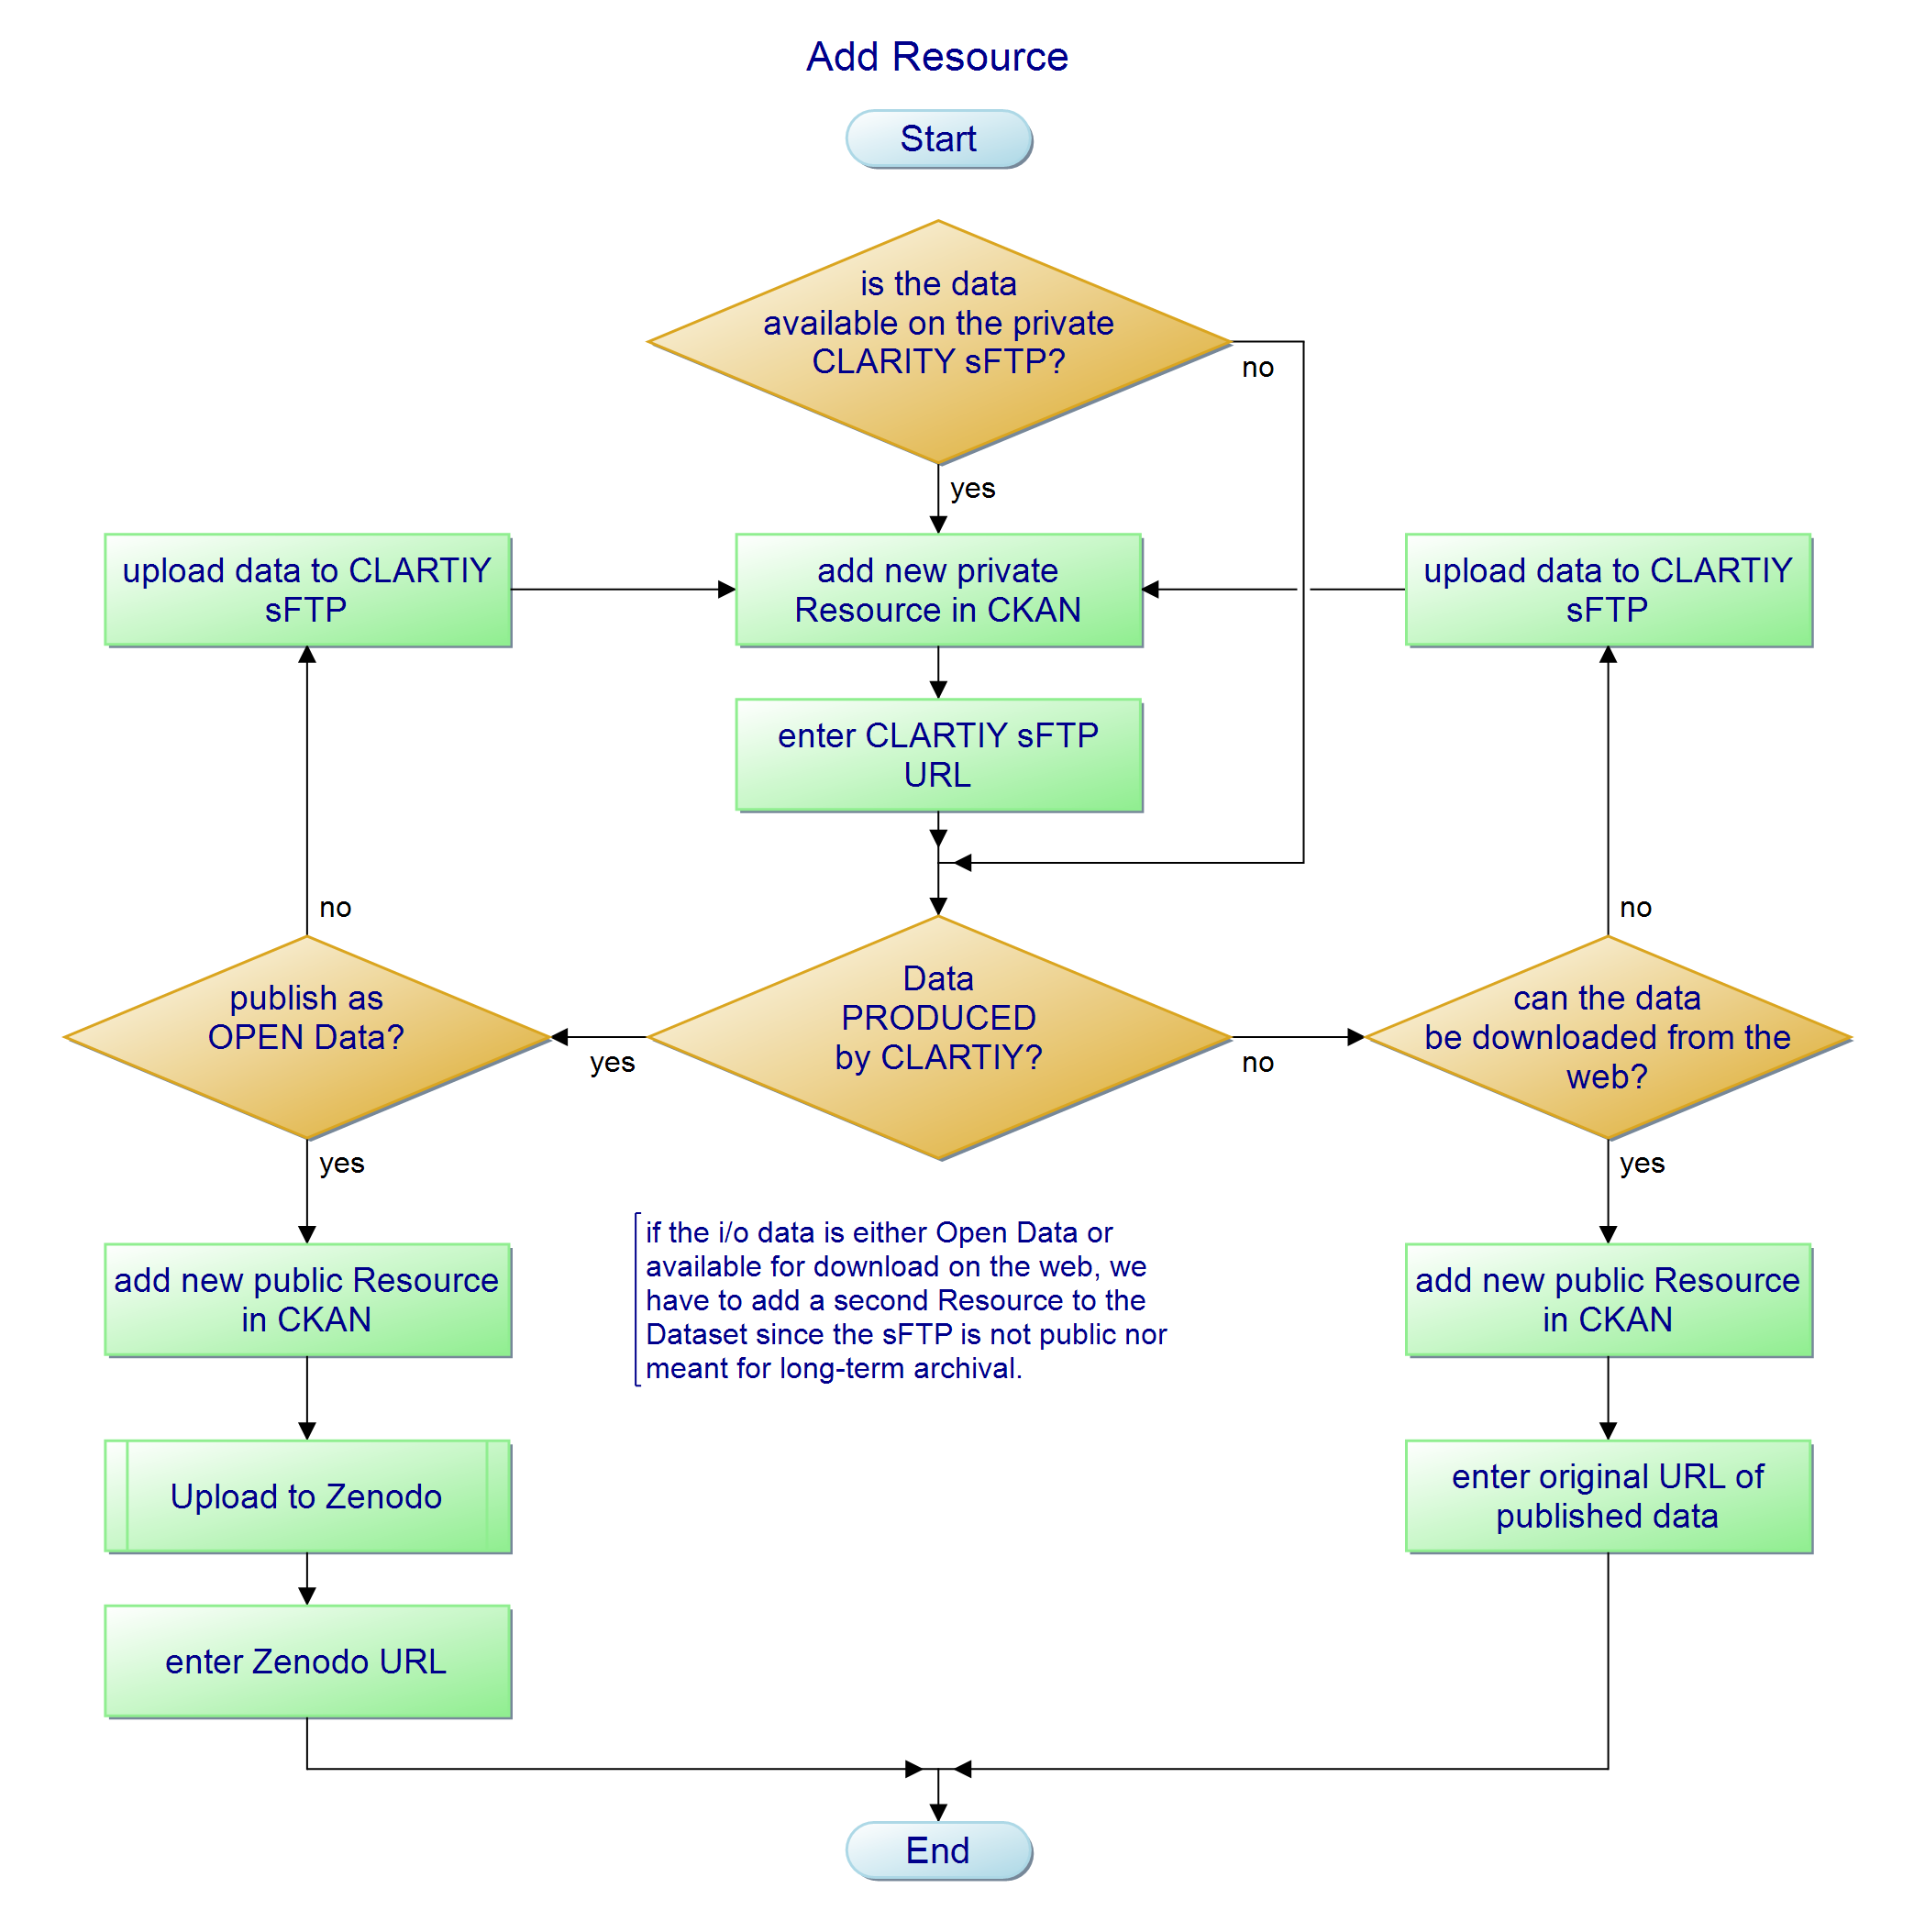 Add Resource
Start
is the data
available on the private
CLARITY sFTP?
no
yes
upload data to CLARTIY
sFTP
add new private
Resource in CKAN
upload data to CLARTIY
sFTP
enter CLARTIY sFTP
URL
no
no
publish as
OPEN Data?
Data
PRODUCED
by CLARTIY?
can the data
be downloaded from the
web?
yes
no
yes
yes
if the i/o data is either Open Data or
available for download on the web, we
have to add a second Resource to the
Dataset since the sFTP is not public nor
meant for long-term archival.
add new public Resource
in CKAN
add new public Resource
in CKAN
Upload to Zenodo
enter original URL of
published data
enter Zenodo URL
End